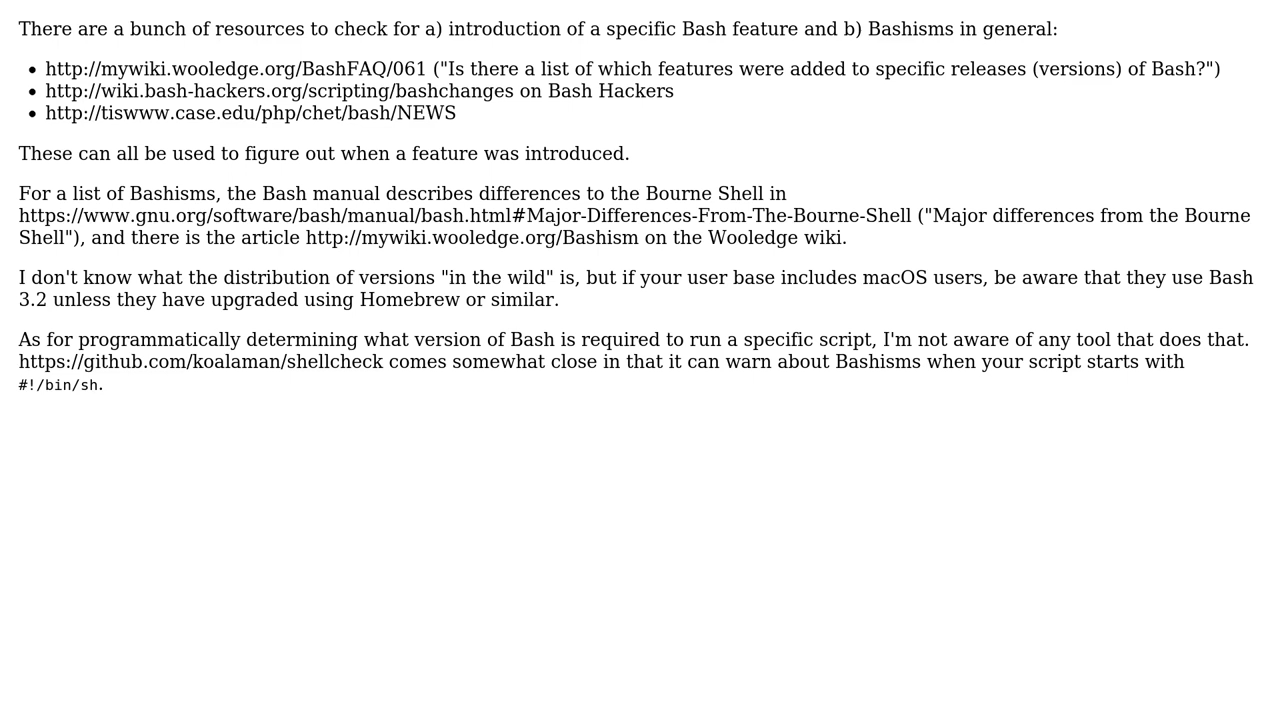 There are a bunch of resources to check for a) introduction of a specific Bash feature and b) Bashisms in general:
• http://mywiki.wooledge.org/BashFAQ/061 ("Is there a list of which features were added to specific releases (versions) of Bash?")
• http://wiki.bash-hackers.org/scripting/bashchanges on Bash Hackers
• http://tiswww.case.edu/php/chet/bash/NEWS
These can all be used to figure out when a feature was introduced.
For a list of Bashisms, the Bash manual describes differences to the Bourne Shell in
https://www.gnu.org/software/bash/manual/bash.html#Major-Differences-From-The-Bourne-Shell ("Major differences from the Bourne
Shell"), and there is the article http://mywiki.wooledge.org/Bashism on the Wooledge wiki.
I don't know what the distribution of versions "in the wild" is, but if your user base includes macOS users, be aware that they use Bash
3.2 unless they have upgraded using Homebrew or similar.
As for programmatically determining what version of Bash is required to run a specific script, I'm not aware of any tool that does that.
https://github.com/koalaman/shellcheck comes somewhat close in that it can warn about Bashisms when your script starts with
#!/bin/sh.